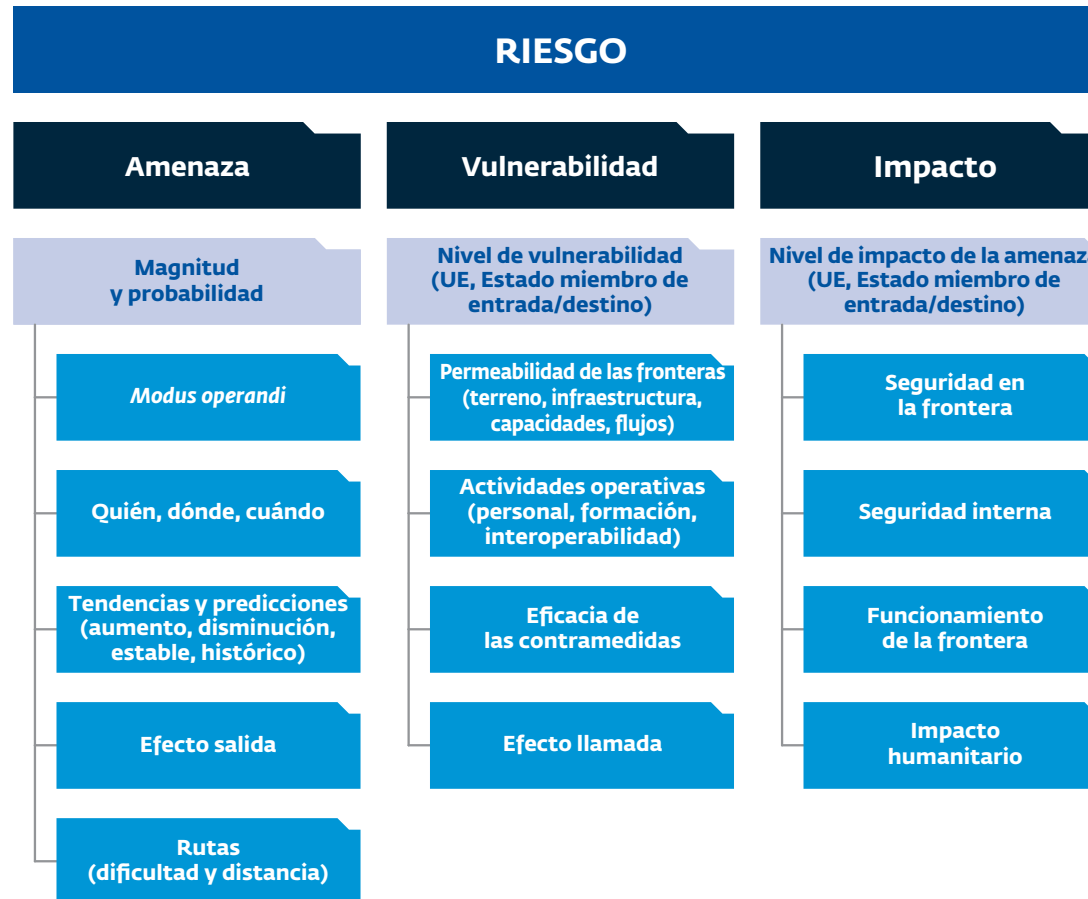 RIESGO
Amenaza
Magnitud
y probabilidad
Modus operandi
Quién, dónde, cuándo
Tendencias y predicciones
(aumento, disminución,
estable, histórico)
Efecto salida
Rutas
(dificultad y distancia)
Vulnerabilidad
Nivel de vulnerabilidad
(UE, Estado miembro de
entrada/destino)
Permeabilidad de las fronteras
(terreno, infraestructura,
capacidades, flujos)
Actividades operativas
(personal, formación,
interoperabilidad)
Eficacia de
las contramedidas
Efecto llamada
Impacto
Nivel de impacto de la amenaza
(UE, Estado miembro de
entrada/destino)
Seguridad en
la frontera
Seguridad interna
Funcionamiento
de la frontera
Impacto
humanitario